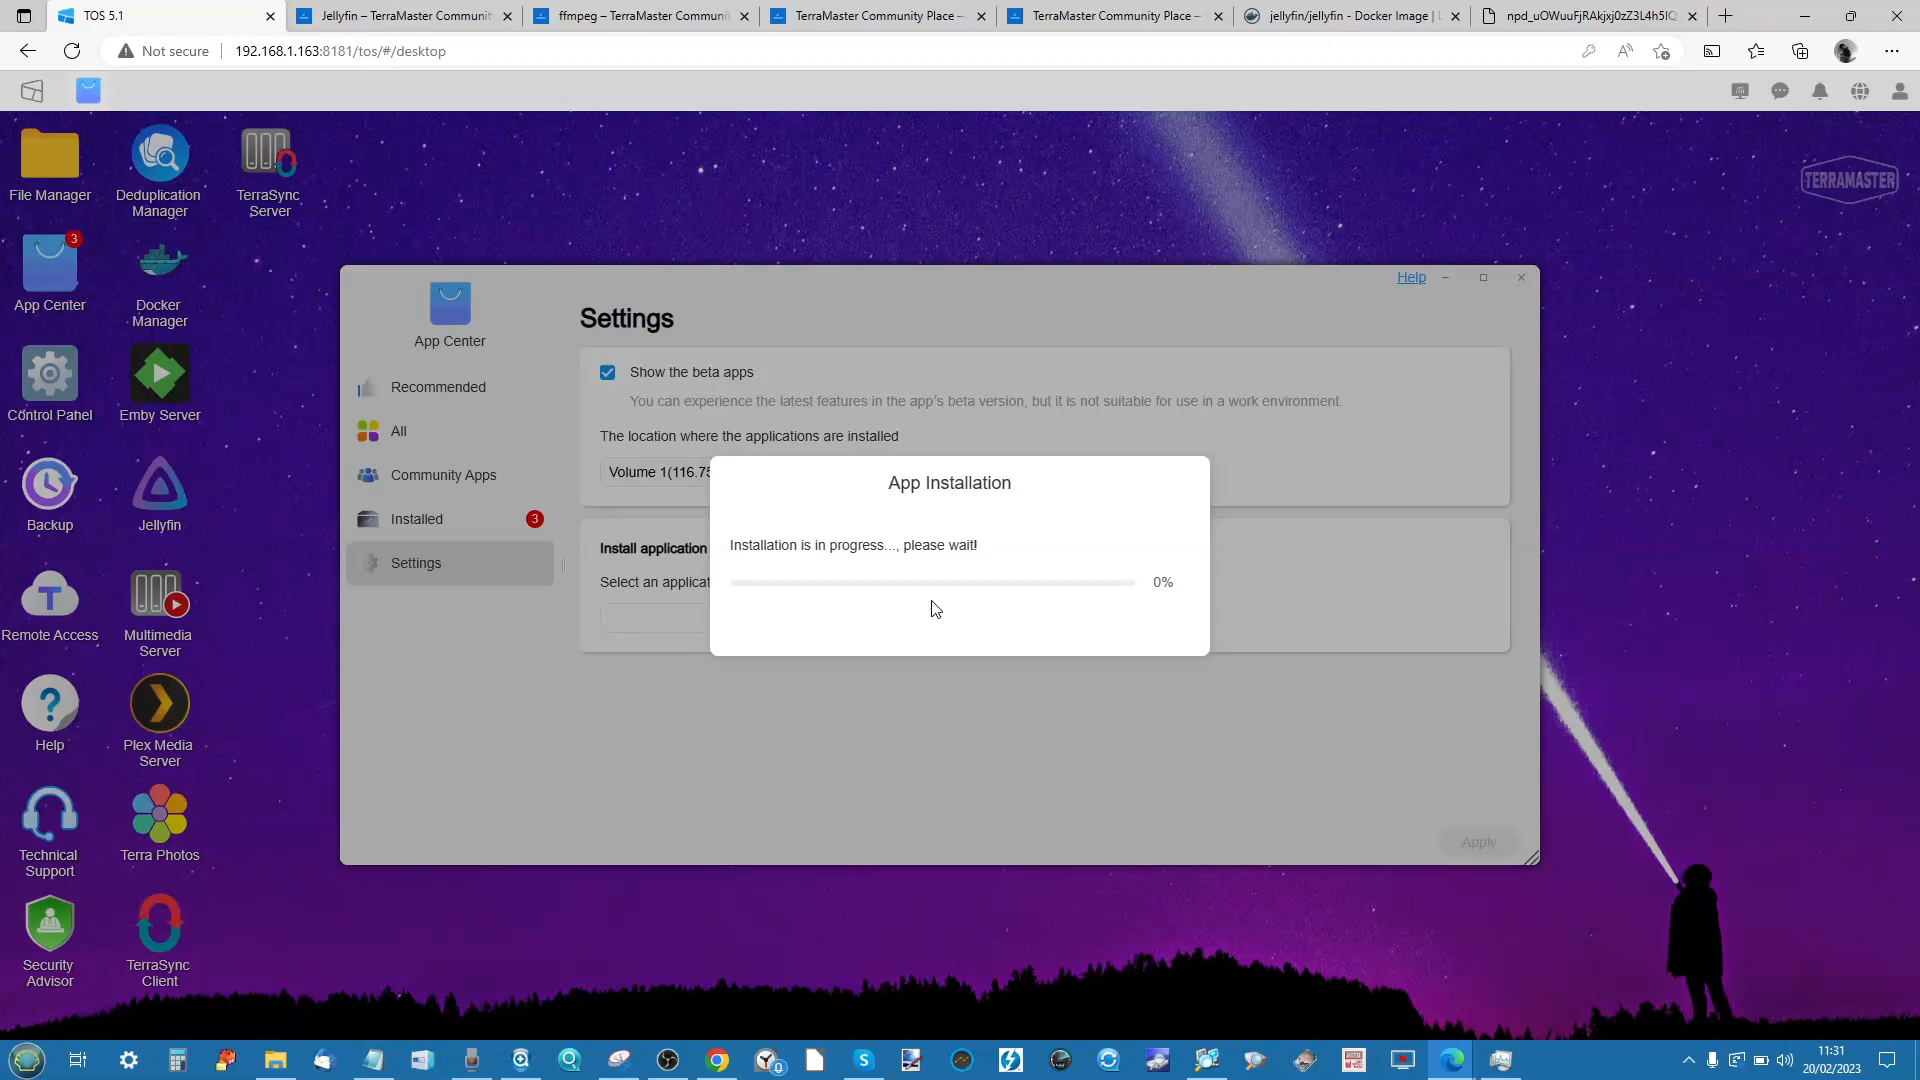 TOS 5.1
Jellyfin – TerraMaster Communit
ffmpeg – TerraMaster Communi
TerraMaster Community Place –
TerraMaster Community Place –
jellyfin/jellyfin - Docker Image |
npd_uOWuuFjRAkjxj0zZ3L4h5lQ
Not secure
192.168.1.163:8181/tos/#/desktop
File Manager
Deduplication
Manager
TerraSync
Server
TERRAMASTER
3
App Center
Docker
Manager
Control Panel
Emby Server
Backup
Jellyfin
Remote Access
Multimedia
Server
Help
Plex Media
Server
Technical
Support
Terra Photos
Security
Advisor
TerraSync
Client
Help
App Center
Recommended
All
Community Apps
Installed
3
Settings
Settings
Show the beta apps
You can experience the latest features in the app's beta version, but it is not suitable for use in a work environment.
The location where the applications are installed
Volume 1(116.75
Install application
Select an applicat
App Installation
Installation is in progress..., please wait!
0%
Apply
11:31
20/02/2023